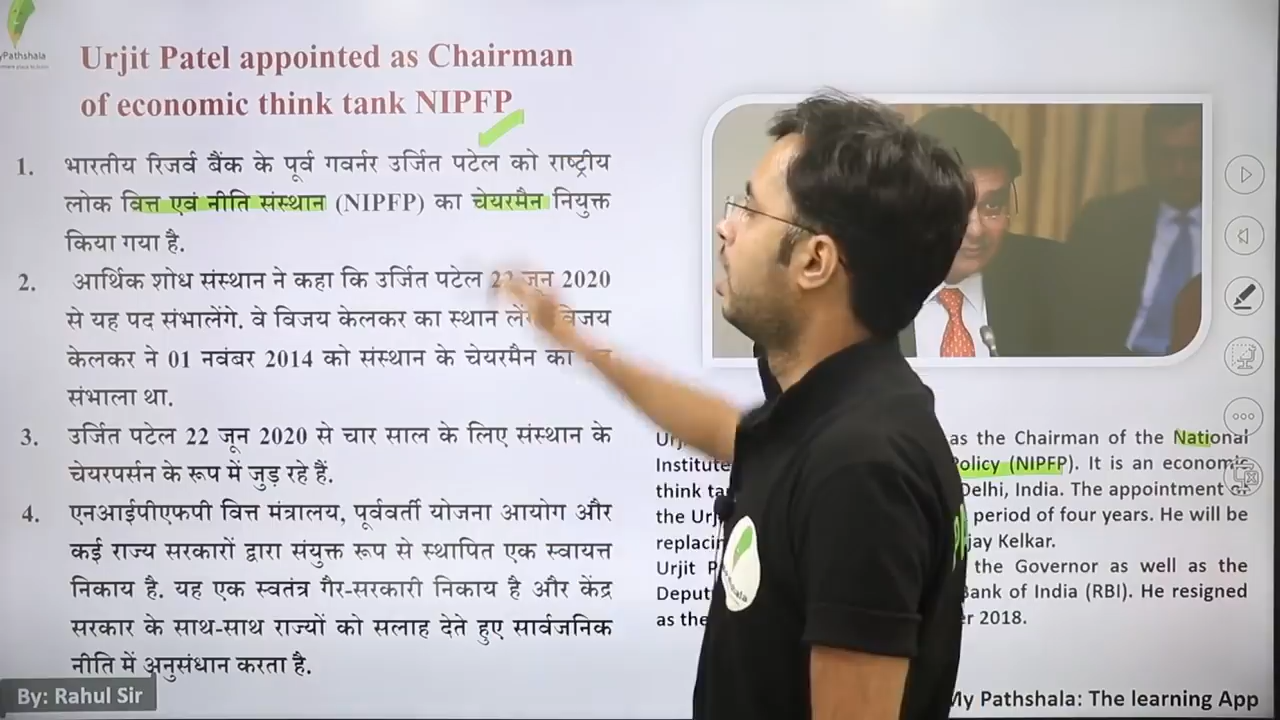 yPathshala
Urjit Patel appointed as Chairman
of economic think tank NIPFP
1. भारतीय रिजर्व बैंक के पूर्व गवर्नर उर्जित पटेल को राष्ट्रीय
लोक वित्त एवं नीति संस्थान (NIPFP) का चेयरमैन नियुक्त
किया गया है.
2. आर्थिक शोध संस्थान ने कहा कि उर्जित पटेल 22 जून 2020
से यह पद संभालेंगे. वे विजय केलकर का स्थान लेंगे विजय
केलकर ने 01 नवंबर 2014 को संस्थान के चेयरमैन का
संभाला था.
3. उर्जित पटेल 22 जून 2020 से चार साल के लिए संस्थान के
चेयरपर्सन के रूप में जुड़ रहे हैं.
4. एनआईपीएफपी वित्त मंत्रालय, पूर्ववर्ती योजना आयोग और
कई राज्य सरकारों द्वारा संयुक्त रूप से स्थापित एक स्वायत्त
निकाय है. यह एक स्वतंत्र गैर-सरकारी निकाय है और केंद्र
सरकार के साथ-साथ राज्यों को सलाह देते हुए सार्वजनिक
नीति में अनुसंधान करता है.
as the Chairman of the National
Institute Policy (NIPFP). It is an economic
think Delhi, India. The appointment
the Urj period of four years. He will be
replacin jay Kelkar.
Urjit P the Governor as well as the
Deput Bank of India (RBI). He resigned
as the r 2018.
By: Rahul Sir
My Pathshala: The learning App